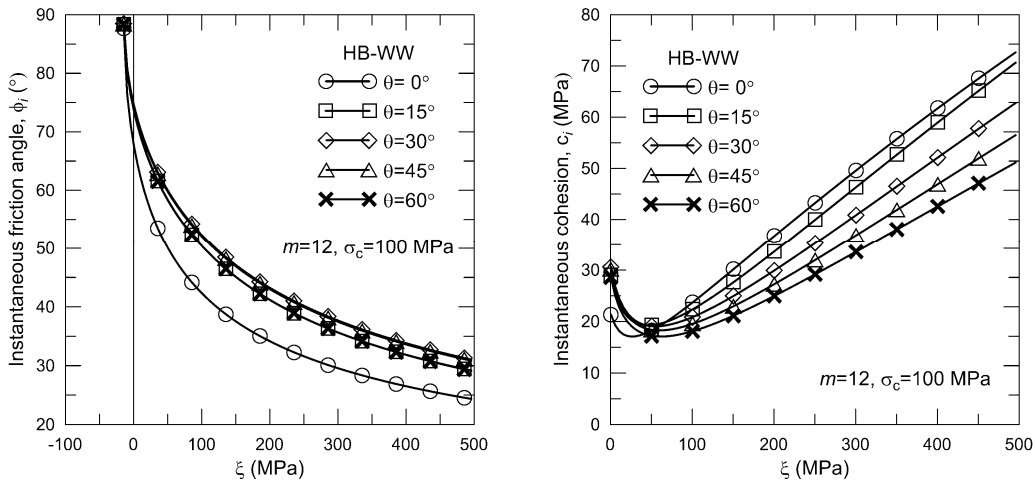 Instantaneous friction angle, ϕᵢ (°)
90
80
70
60
50
40
30
20
HB-WW
θ= 0°
θ=15°
θ=30°
θ=45°
θ=60°
m=12, σc=100 MPa
-100 0 100 200 300 400 500
ξ (MPa)
Instantaneous cohesion, cᵢ (MPa)
80
70
60
50
40
30
20
10
0
HB-WW
θ= 0°
θ=15°
θ=30°
θ=45°
θ=60°
m=12, σc=100 MPa
0 100 200 300 400 500
ξ (MPa)